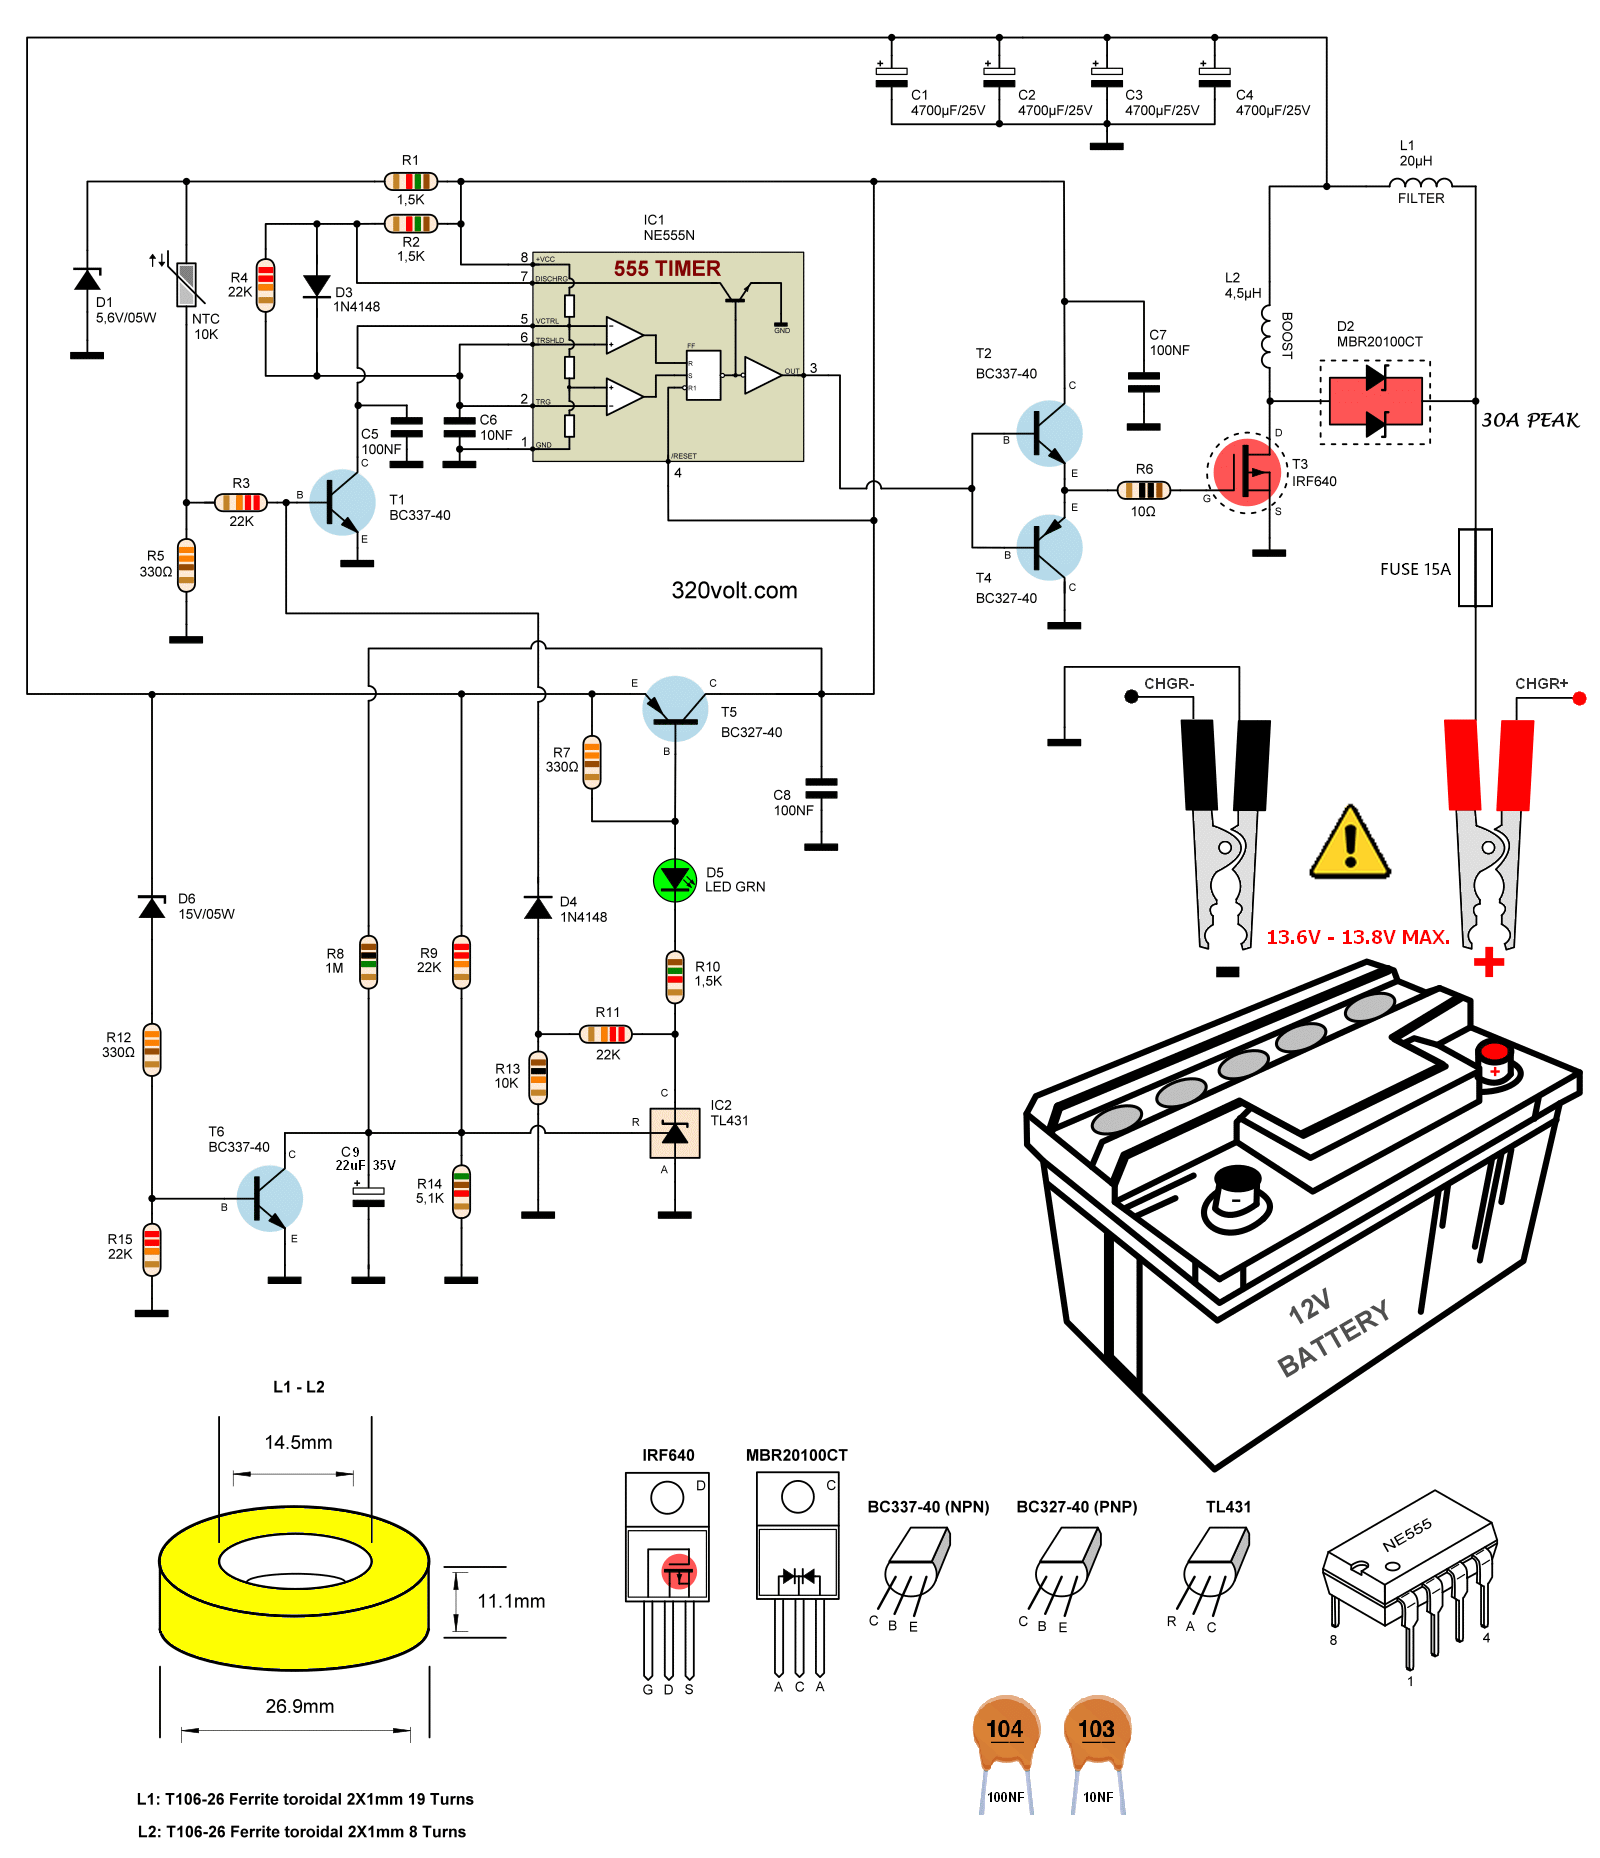 C1
4700µF/25V
C2
4700µF/25V
C3
4700µF/25V
C4
4700µF/25V
L1
20µH
FILTER
R1
1,5K
R2
1,5K
IC1
NE555N
555 TIMER
8
+VCC
7
DISCHRG
5
VCTRL
6
TRSHLD
2
TRG
1
GND
/RESET
4
FF
R
S
R1
OUT
3
GND
D1
5,6V/05W
NTC
10K
R4
22K
D3
1N4148
L2
4,5µH
BOOST
D2
MBR20100CT
C7
100NF
T2
BC337-40
C
B
E
30A PEAK
C5
100NF
C6
10NF
R3
22K
B
C
E
T1
BC337-40
R6
10Ω
G
D
S
T3
IRF640
R5
330Ω
E
B
C
T4
BC327-40
FUSE 15A
320volt.com
E
C
B
T5
BC327-40
CHGR-
CHGR+
R7
330Ω
C8
100NF
D5
LED GRN
D6
15V/05W
D4
1N4148
13.6V - 13.8V MAX.
-
+
R8
1M
R9
22K
R10
1,5K
R11
22K
R12
330Ω
R13
10K
C
R
A
IC2
TL431
T6
BC337-40
C
B
E
C9
22uF 35V
+
R14
5,1K
R15
22K
+
-
12V
BATTERY
L1 - L2
14.5mm
11.1mm
26.9mm
IRF640
D
G D S
MBR20100CT
C
A C A
BC337-40 (NPN)
C B E
BC327-40 (PNP)
C B E
TL431
R A C
NE555
8
4
1
104
100NF
103
10NF
L1: T106-26 Ferrite toroidal 2X1mm 19 Turns
L2: T106-26 Ferrite toroidal 2X1mm 8 Turns